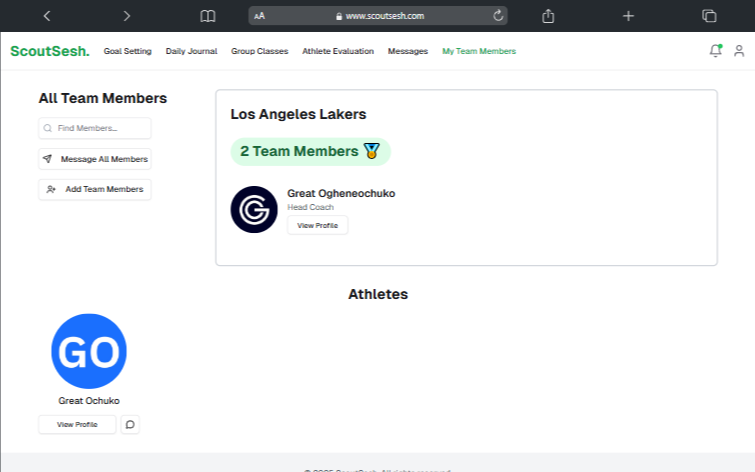 AA www.scoutsesh.com
ScoutSesh. Goal Setting Daily Journal Group Classes Athlete Evaluation Messages My Team Members
All Team Members
Find Members...
Message All Members
Add Team Members
Los Angeles Lakers
2 Team Members
Great Ogheneochuko
Head Coach
View Profile
Athletes
GO
Great Ochuko
View Profile